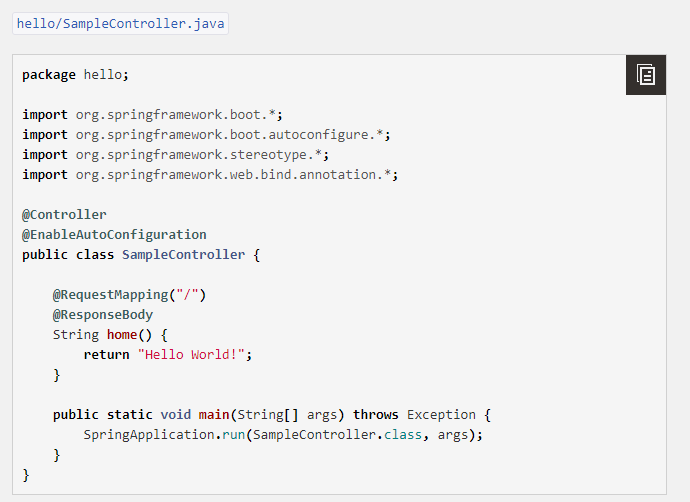 hello/SampleController.java
package hello;
import org.springframework.boot.*;
import org.springframework.boot.autoconfigure.*;
import org.springframework.stereotype.*;
import org.springframework.web.bind.annotation.*;
@Controller
@EnableAutoConfiguration
public class SampleController {
    @RequestMapping("/")
    @ResponseBody
    String home() {
        return "Hello World!";
    }
    public static void main(String[] args) throws Exception {
        SpringApplication.run(SampleController.class, args);
    }
}